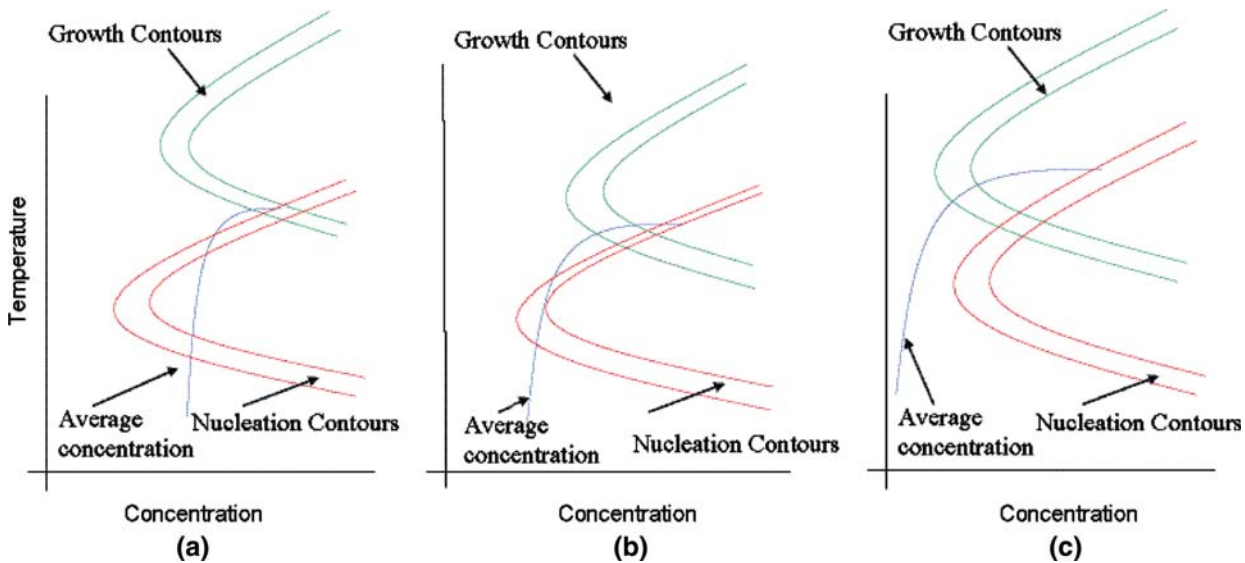 Growth Contours
Temperature
Average
concentration
Nucleation Contours
Concentration
(a)
Growth Contours
Average
concentration
Nucleation Contours
Concentration
(b)
Growth Contours
Average
concentration
Nucleation Contours
Concentration
(c)